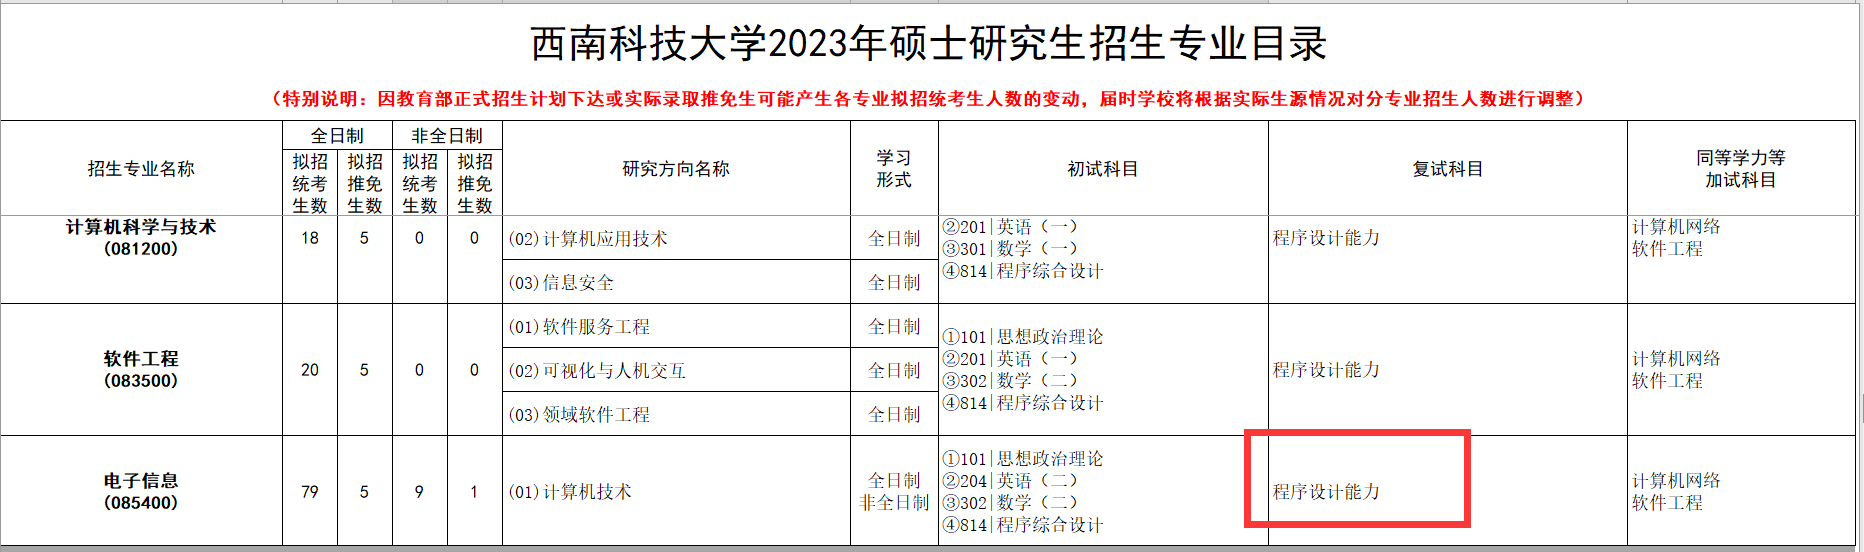 西南科技大学2023年硕士研究生招生专业目录
（特别说明：因教育部正式招生计划下达或实际录取推免生可能产生各专业拟招统考生人数的变动，届时学校将根据实际生源情况对分专业招生人数进行调整）
招生专业名称
全日制
非全日制
拟招
统考
生数
拟招
推免
生数
拟招
统考
生数
拟招
推免
生数
研究方向名称
学习
形式
初试科目
复试科目
同等学力等
加试科目
计算机科学与技术
(081200)
18
5
0
0
(02)计算机应用技术
全日制
(03)信息安全
全日制
②201|英语（一）
③301|数学（一）
④814|程序综合设计
程序设计能力
计算机网络
软件工程
软件工程
(083500)
20
5
0
0
(01)软件服务工程
全日制
(02)可视化与人机交互
全日制
(03)领域软件工程
全日制
①101|思想政治理论
②201|英语（一）
③302|数学（二）
④814|程序综合设计
程序设计能力
计算机网络
软件工程
电子信息
(085400)
79
5
9
1
(01)计算机技术
全日制
非全日制
①101|思想政治理论
②204|英语（二）
③302|数学（二）
④814|程序综合设计
程序设计能力
计算机网络
软件工程